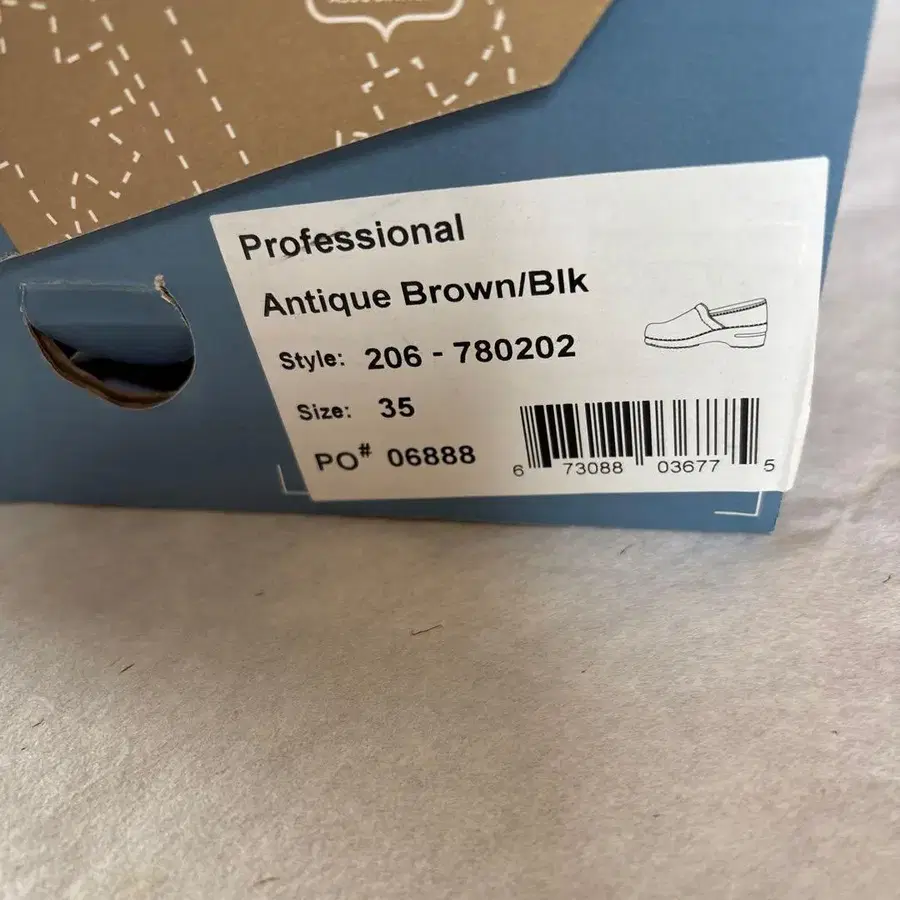 Professional
Antique Brown/Blk
Style: 206 - 780202
Size: 35
PO# 06888
6 73088 03677 5